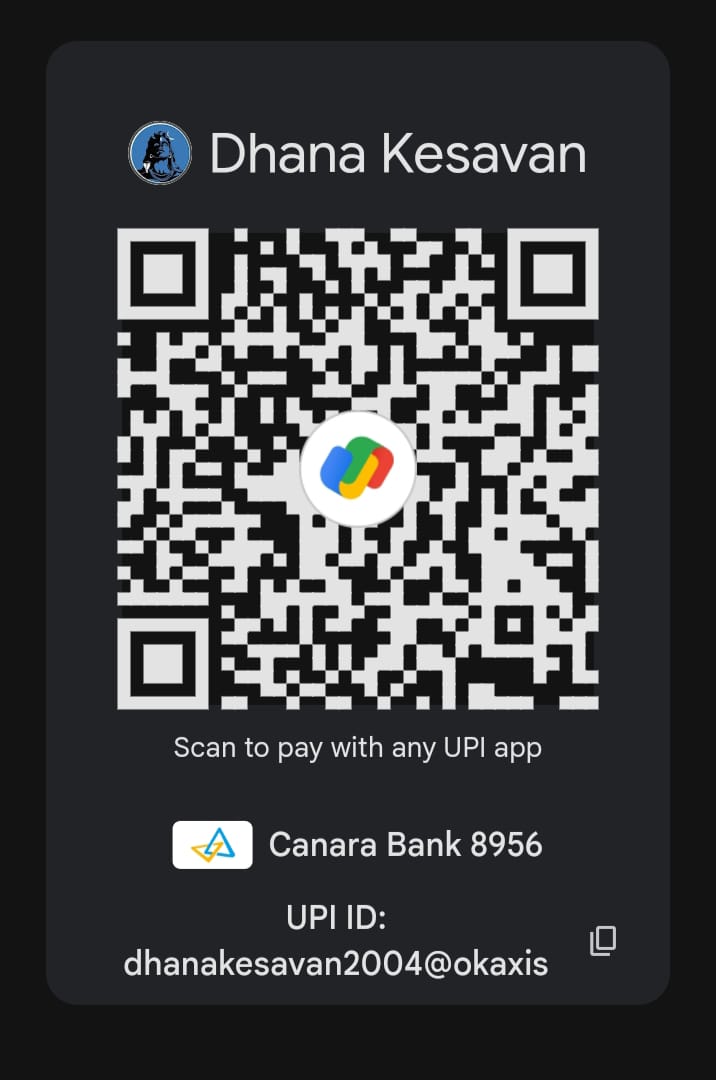 Dhana Kesavan
Scan to pay with any UPI app
Canara Bank 8956
UPI ID:
dhanakesavan2004@okaxis